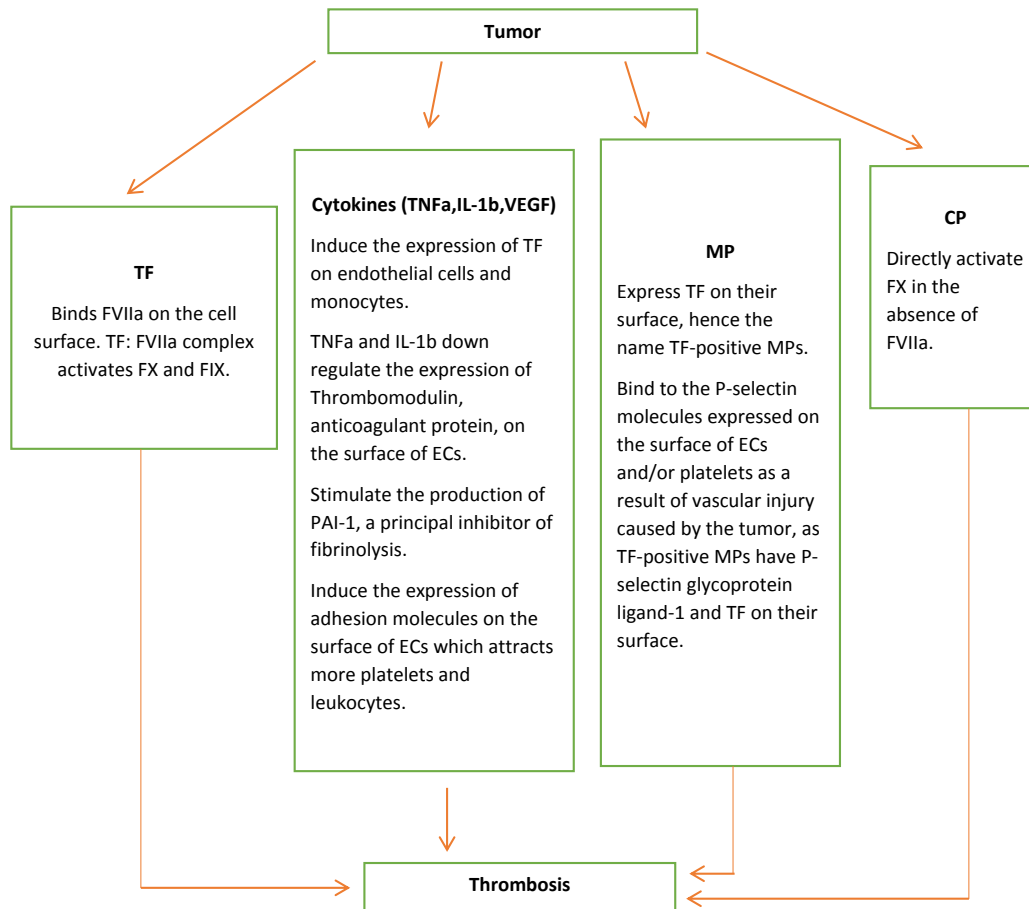 Tumor
TF
Binds FVIIa on the cell
surface. TF: FVIIa complex
activates FX and FIX.
Cytokines (TNFa,IL-1b,VEGF)
Induce the expression of TF
on endothelial cells and
monocytes.
TNFa and IL-1b down
regulate the expression of
Thrombomodulin,
anticoagulant protein, on
the surface of ECs.
Stimulate the production of
PAI-1, a principal inhibitor of
fibrinolysis.
Induce the expression of
adhesion molecules on the
surface of ECs which attracts
more platelets and
leukocytes.
MP
Express TF on their
surface, hence the
name TF-positive MPs.
Bind to the P-selectin
molecules expressed on
the surface of ECs
and/or platelets as a
result of vascular injury
caused by the tumor, as
TF-positive MPs have P-
selectin glycoprotein
ligand-1 and TF on their
surface.
CP
Directly activate
FX in the
absence of
FVIIa.
Thrombosis